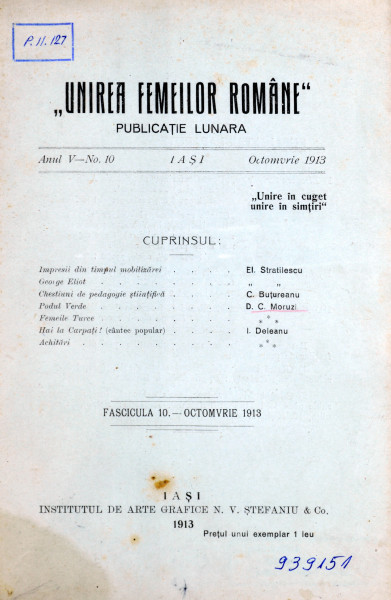 P.II.127
„UNIREA FEMEILOR ROMÂNE“
PUBLICAȚIE LUNARA
Anul V—No. 10 IAȘI Octomvrie 1913
„Unire în cuget
unire în simțiri“
CUPRINSUL:
Impresii din timpul mobilizărei . . . . El. Stratilescu
George Eliot . . . . . . . „ „
Chestiuni de pedagogie științifică . . . . C. Buțureanu
Podul Verde . . . . . . . D. C. Moruzi
Femeile Turce . . . . . . . * * *
Hai la Carpați! (cântec popular) . . . . I. Deleanu
Achitări . . . . . . . * * *
FASCICULA 10.—OCTOMVRIE 1913
IAȘI
INSTITUTUL DE ARTE GRAFICE N. V. ȘTEFANIU & Co.
1913
Prețul unui exemplar 1 leu
939151